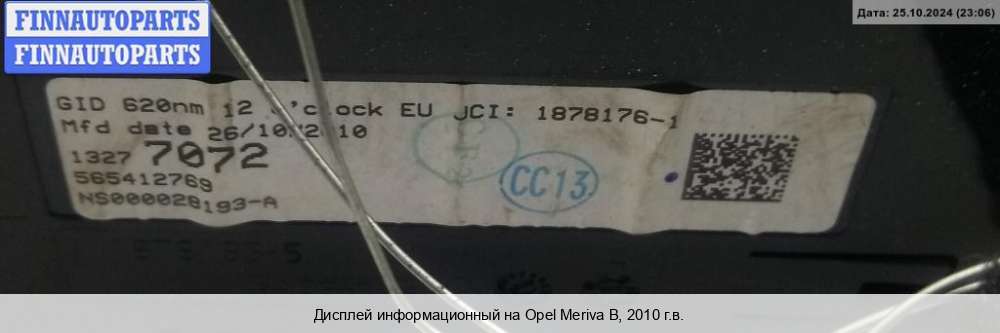 FINNAUTOPARTS
FINNAUTOPARTS
Дата: 25.10.2024 (23:06)
GID 620nm 12 o'clock EU JCI: 1878176-1
Mfd date 26/10/2010
1327 7072
565412769
NS000028193-A
CC13
Дисплей информационный на Opel Meriva B, 2010 г.в.